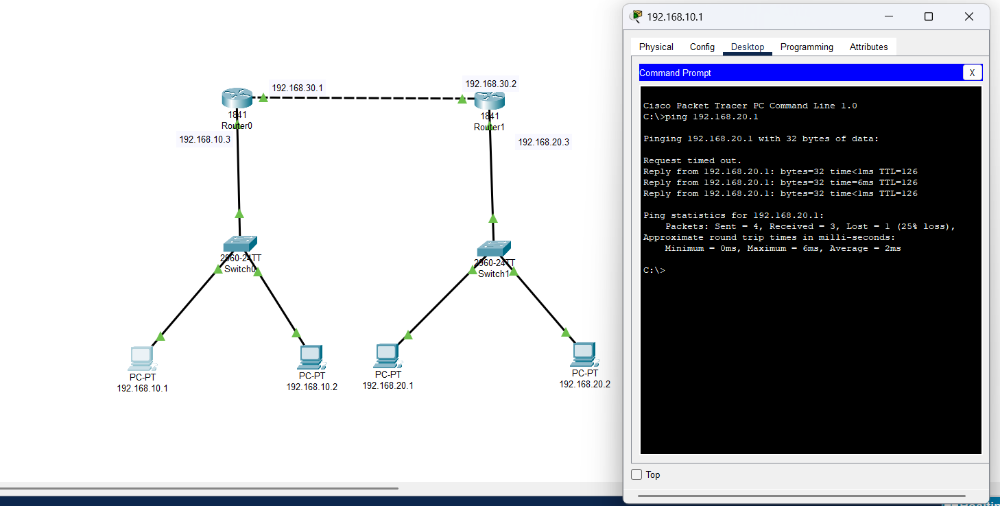 192.168.30.1
192.168.30.2
1841
Router0
1841
Router1
192.168.10.3
192.168.20.3
2960-24TT
Switch0
2960-24TT
Switch1
PC-PT
192.168.10.1
PC-PT
192.168.10.2
PC-PT
192.168.20.1
PC-PT
192.168.20.2
192.168.10.1
Physical Config Desktop Programming Attributes
Command Prompt X
Cisco Packet Tracer PC Command Line 1.0
C:\>ping 192.168.20.1
Pinging 192.168.20.1 with 32 bytes of data:
Request timed out.
Reply from 192.168.20.1: bytes=32 time<1ms TTL=126
Reply from 192.168.20.1: bytes=32 time=6ms TTL=126
Reply from 192.168.20.1: bytes=32 time<1ms TTL=126
Ping statistics for 192.168.20.1:
Packets: Sent = 4, Received = 3, Lost = 1 (25% loss),
Approximate round trip times in milli-seconds:
Minimum = 0ms, Maximum = 6ms, Average = 2ms
C:\>
Top